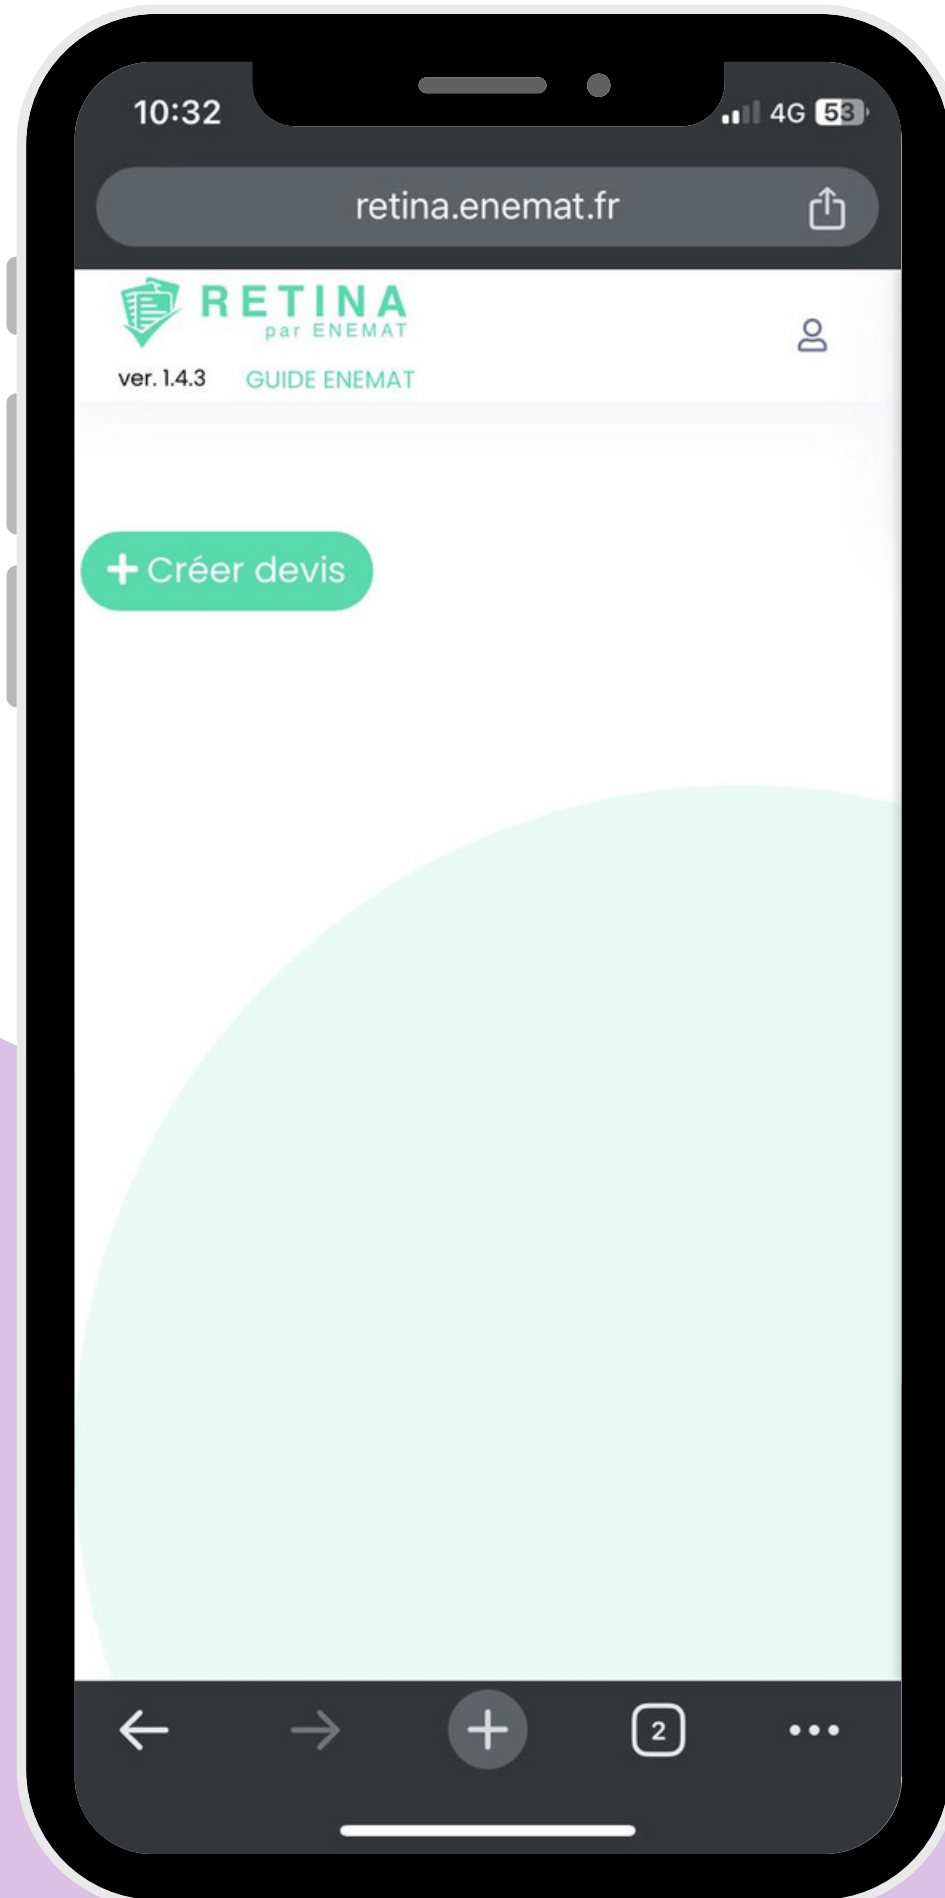 10:32
4G 53
retina.enemat.fr
RETINA
par ENEMAT
ver. 1.4.3 GUIDE ENEMAT
+ Créer devis
2